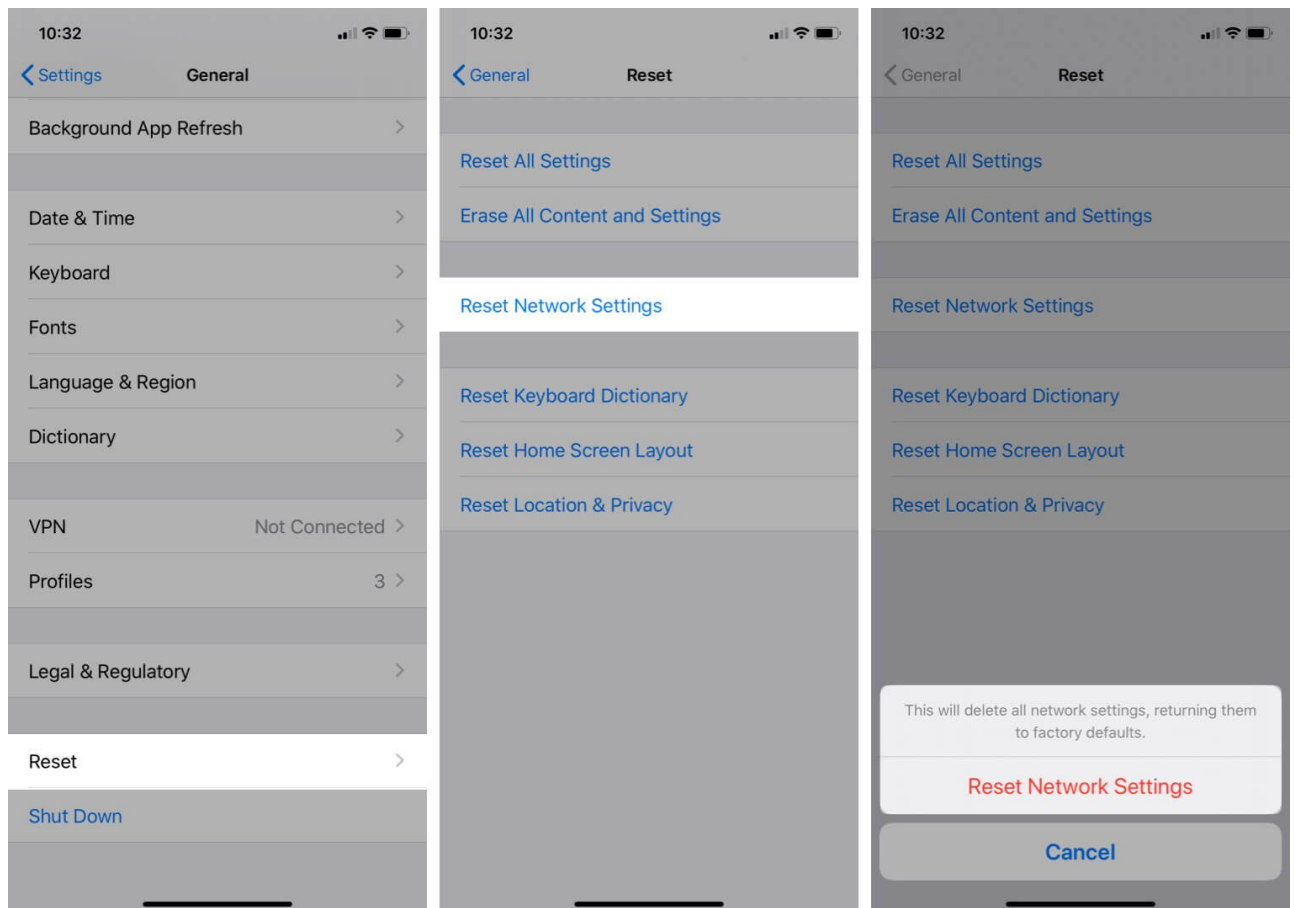 10:32
Settings
General
Background App Refresh
Date & Time
Keyboard
Fonts
Language & Region
Dictionary
VPN Not Connected
Profiles 3
Legal & Regulatory
Reset
Shut Down
10:32
General
Reset
Reset All Settings
Erase All Content and Settings
Reset Network Settings
Reset Keyboard Dictionary
Reset Home Screen Layout
Reset Location & Privacy
10:32
General
Reset
Reset All Settings
Erase All Content and Settings
Reset Network Settings
Reset Keyboard Dictionary
Reset Home Screen Layout
Reset Location & Privacy
This will delete all network settings, returning them
to factory defaults.
Reset Network Settings
Cancel